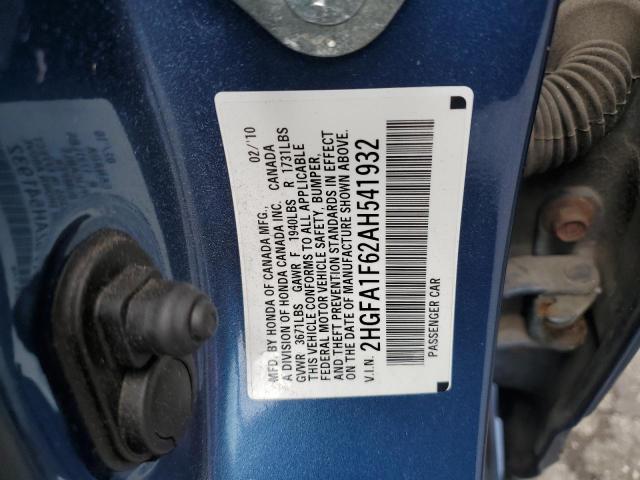 MFD. BY HONDA OF CANADA MFG., CANADA 02/'10
A DIVISION OF HONDA CANADA INC.
GVWR 3671LBS GAWR F 1940LBS R 1731LBS
THIS VEHICLE CONFORMS TO ALL APPLICABLE
FEDERAL MOTOR VEHICLE SAFETY, BUMPER,
AND THEFT PREVENTION STANDARDS IN EFFECT
ON THE DATE OF MANUFACTURE SHOWN ABOVE.
V.I.N. 2HGFA1F62AH541932
PASSENGER CAR